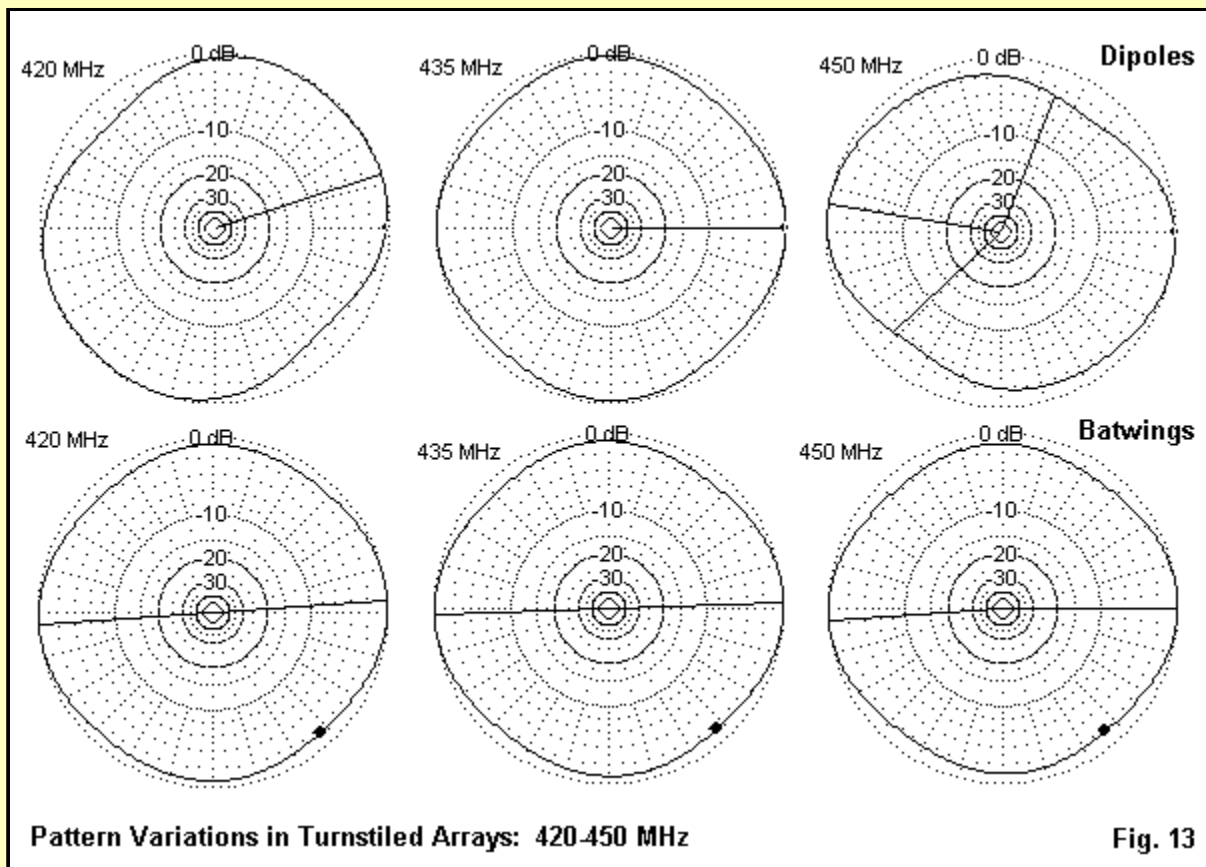 420 MHz
0 dB
-10
-20
-30
435 MHz
0 dB
-10
-20
-30
450 MHz
0 dB
-10
-20
-30
Dipoles
420 MHz
0 dB
-10
-20
-30
435 MHz
0 dB
-10
-20
-30
450 MHz
0 dB
-10
-20
-30
Batwings
Pattern Variations in Turnstiled Arrays: 420-450 MHz
Fig. 13